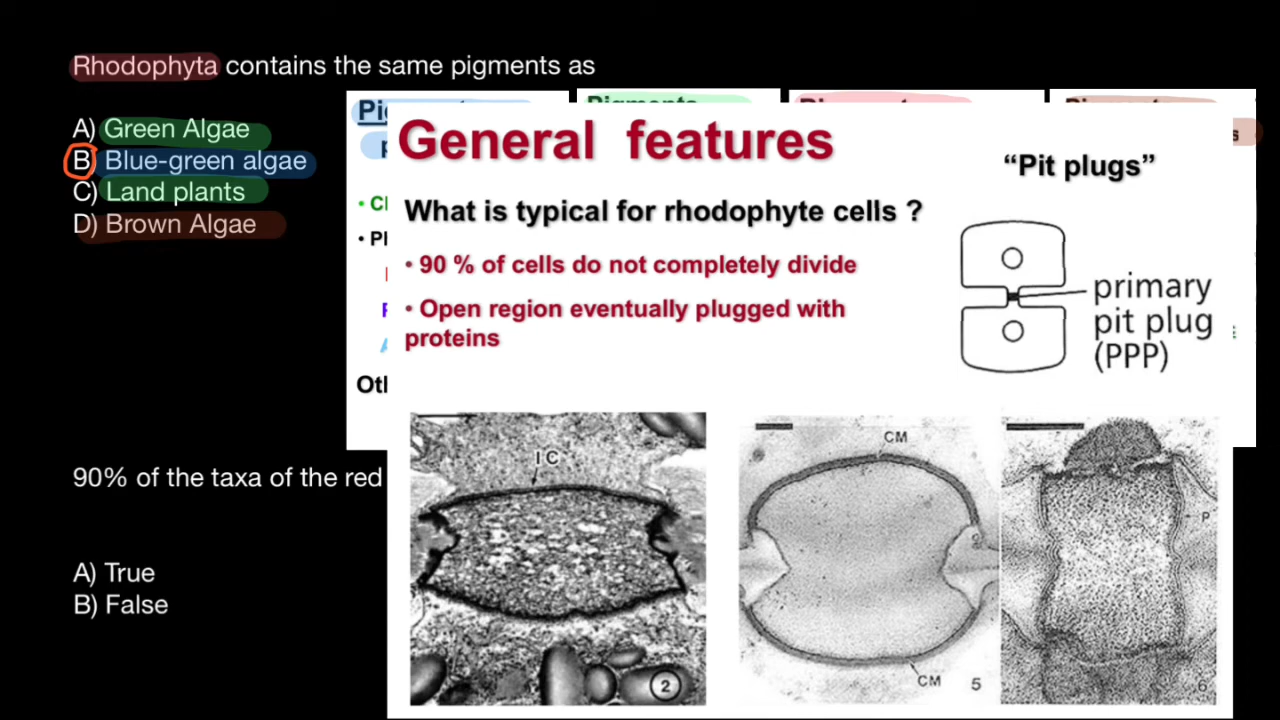 Rhodophyta contains the same pigments as
A) Green Algae
B) Blue-green algae
C) Land plants
D) Brown Algae
General features
"Pit plugs"
What is typical for rhodophyte cells ?
• 90 % of cells do not completely divide
• Open region eventually plugged with
proteins
primary
pit plug
(PPP)
IC
CM
P
2
CM
5
6
90% of the taxa of the red
A) True
B) False